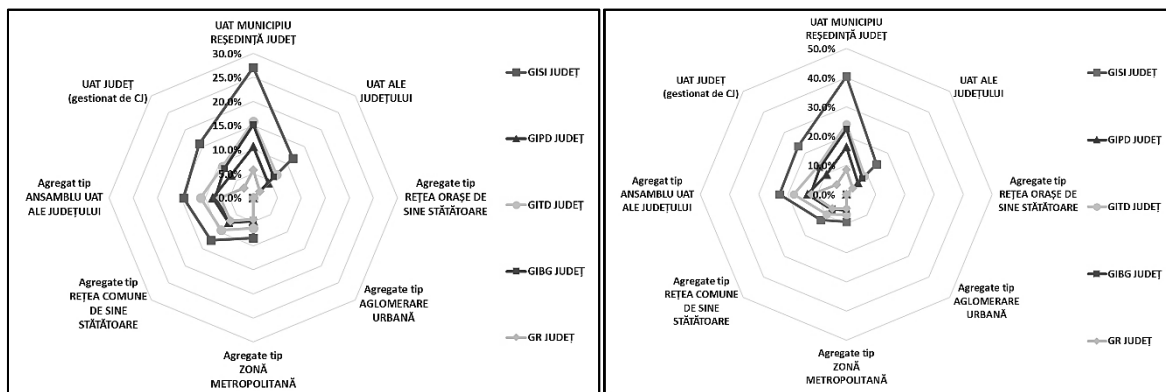 UAT MUNICIPIU
REȘEDINȚĂ JUDEȚ
30.0%
25.0%
20.0%
15.0%
10.0%
5.0%
0.0%
UAT ALE
JUDEȚULUI
Agregate tip
REȚEA ORAȘE DE
SINE STĂTĂTOARE
Agregate tip
AGLOMERARE
URBANĂ
Agregate tip
ZONĂ
METROPOLITANĂ
Agregate tip
REȚEA COMUNE
DE SINE
STĂTĂTOARE
Agregat tip
ANSAMBLU UAT
ALE JUDEȚULUI
UAT JUDEȚ
(gestionat de CJ)
GISI JUDEȚ
GIPD JUDEȚ
GITD JUDEȚ
GIBG JUDEȚ
GR JUDEȚ
UAT MUNICIPIU
REȘEDINȚĂ JUDEȚ
50.0%
40.0%
30.0%
20.0%
10.0%
0.0%
UAT ALE
JUDEȚULUI
Agregate tip
REȚEA ORAȘE DE
SINE STĂTĂTOARE
Agregate tip
AGLOMERARE
URBANĂ
Agregate tip
ZONĂ
METROPOLITANĂ
Agregate tip
REȚEA COMUNE
DE SINE
STĂTĂTOARE
Agregat tip
ANSAMBLU UAT
ALE JUDEȚULUI
UAT JUDEȚ
(gestionat de CJ)
GISI JUDEȚ
GIPD JUDEȚ
GITD JUDEȚ
GIBG JUDEȚ
GR JUDEȚ